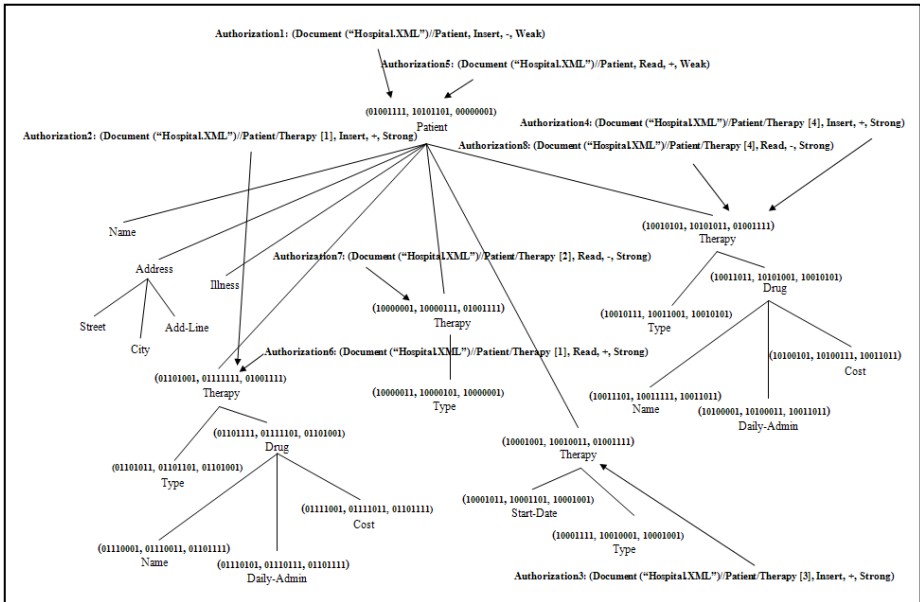 Authorization1: (Document (“Hospital.XML”)//Patient, Insert, -, Weak)
Authorization5: (Document (“Hospital.XML”)//Patient, Read, +, Weak)
(01001111, 10101101, 00000001)
Patient
Authorization2: (Document (“Hospital.XML”)//Patient/Therapy [1], Insert, +, Strong)
Authorization4: (Document (“Hospital.XML”)//Patient/Therapy [4], Insert, +, Strong)
Authorization8: (Document (“Hospital.XML”)//Patient/Therapy [4], Read, -, Strong)
Name
(10010101, 10101011, 01001111)
Therapy
Address
Illness
Authorization7: (Document (“Hospital.XML”)//Patient/Therapy [2], Read, -, Strong)
(10011011, 10101001, 10010101)
Drug
(10000001, 10000111, 01001111)
Therapy
Street
City
Add-Line
(10010111, 10011001, 10010101)
Type
Authorization6: (Document (“Hospital.XML”)//Patient/Therapy [1], Read, +, Strong)
(10100101, 10100111, 10011011)
Cost
(01101001, 01111111, 01001111)
Therapy
(10000011, 10000101, 10000001)
Type
(10011101, 10011111, 10011011)
Name
(10100001, 10100011, 10011011)
Daily-Admin
(01101111, 01111101, 01101001)
Drug
(10001001, 10010011, 01001111)
Therapy
(01101011, 01101101, 01101001)
Type
(10001011, 10001101, 10001001)
Start-Date
(01111001, 01111011, 01101111)
Cost
(10001111, 10010001, 10001001)
Type
(01110001, 01110011, 01101111)
Name
(01110101, 01110111, 01101111)
Daily-Admin
Authorization3: (Document (“Hospital.XML”)//Patient/Therapy [3], Insert, +, Strong)